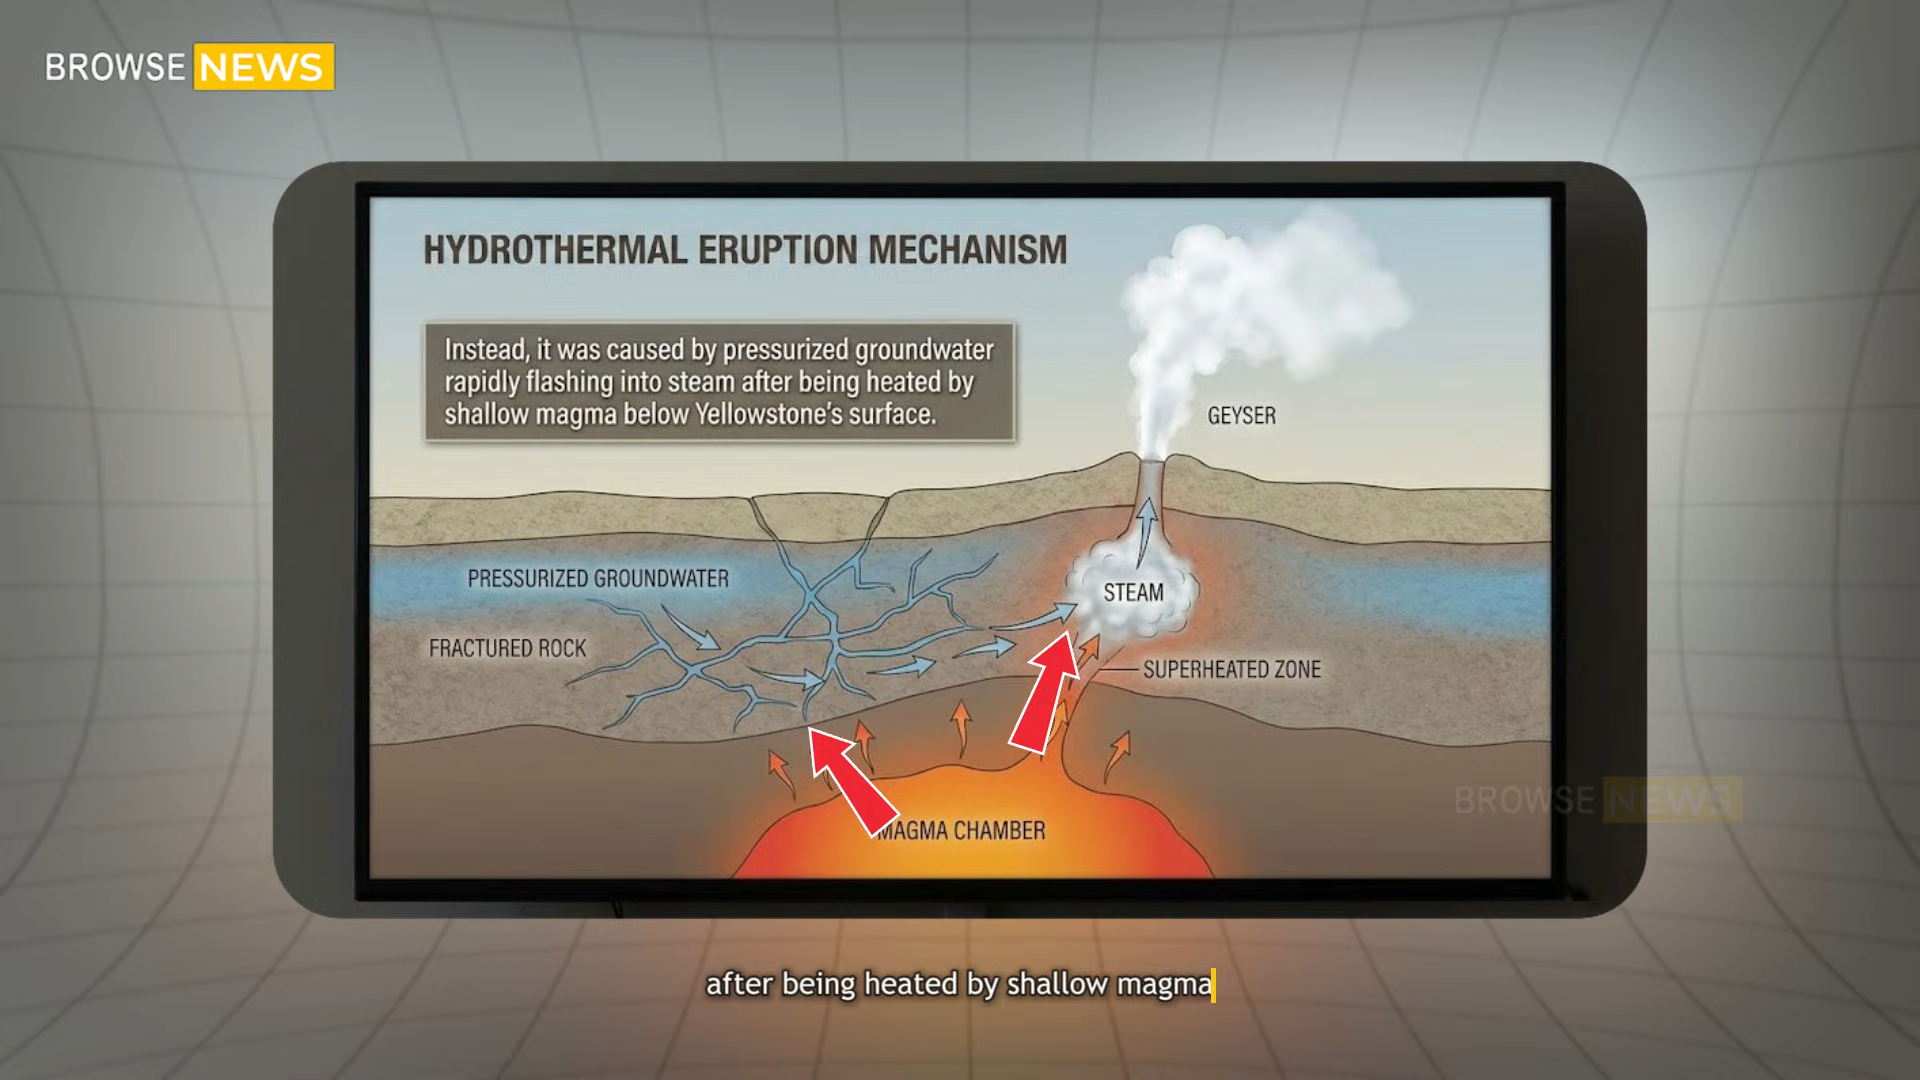 BROWSE NEWS
HYDROTHERMAL ERUPTION MECHANISM
Instead, it was caused by pressurized groundwater
rapidly flashing into steam after being heated by
shallow magma below Yellowstone's surface.
GEYSER
PRESSURIZED GROUNDWATER
STEAM
FRACTURED ROCK
SUPERHEATED ZONE
BROWSE NEWS
MAGMA CHAMBER
after being heated by shallow magma